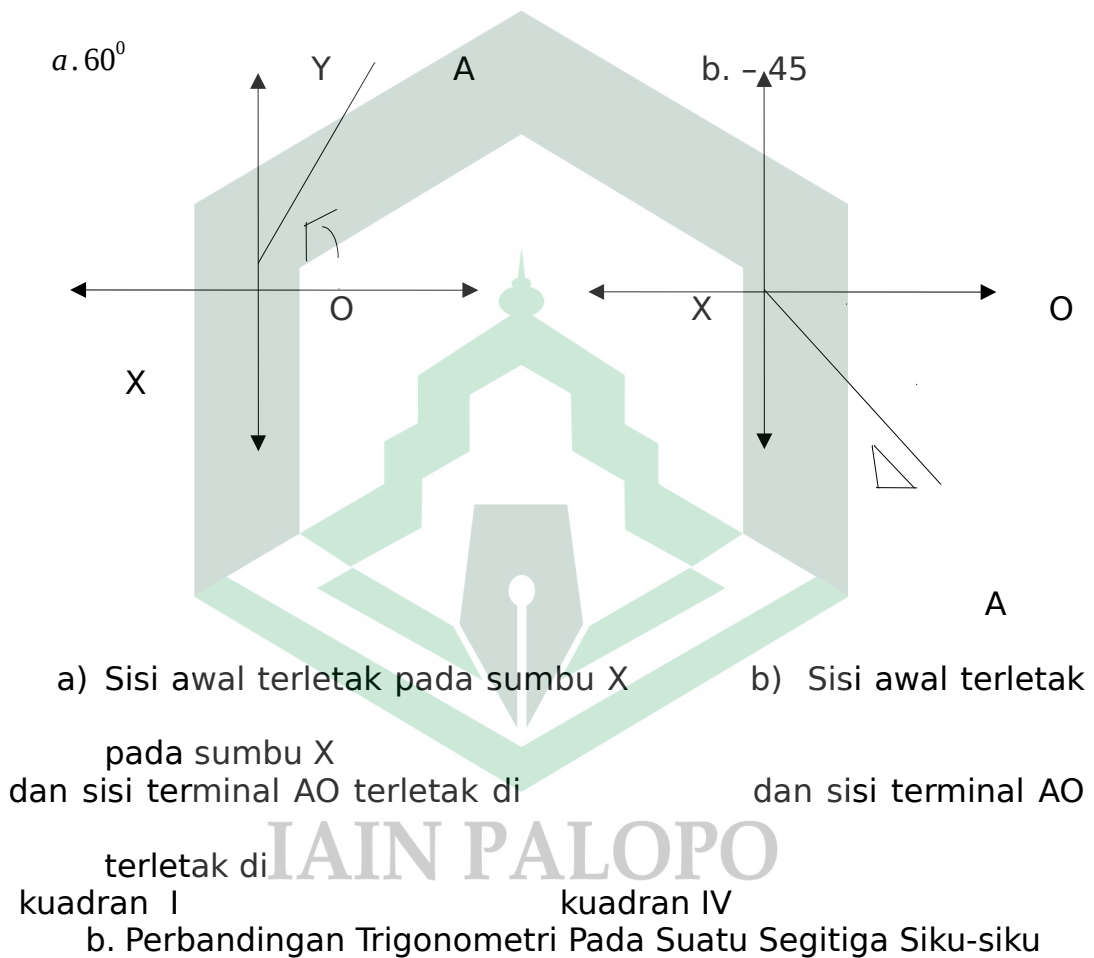 a. 60⁰ Y A b. – 45
O X O
X
A
a) Sisi awal terletak pada sumbu X b) Sisi awal terletak
pada sumbu X
dan sisi terminal AO terletak di dan sisi terminal AO
terletak di
IAIN PALOPO
kuadran I kuadran IV
b. Perbandingan Trigonometri Pada Suatu Segitiga Siku-siku